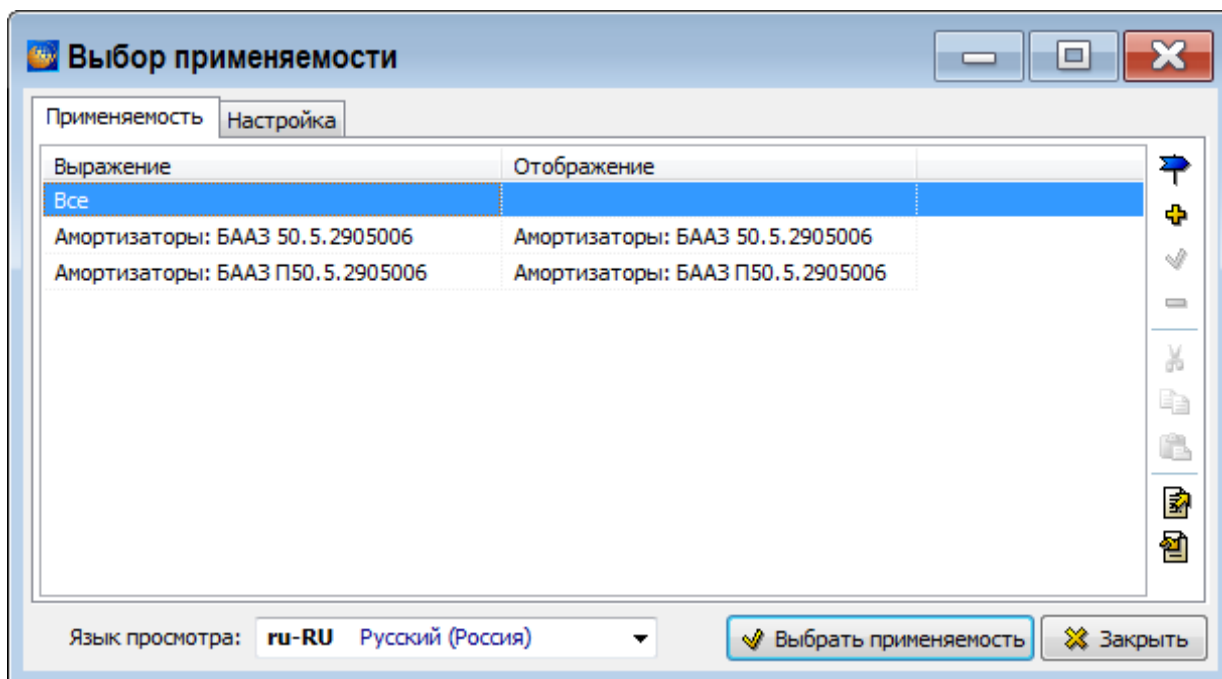 Выбор применяемости
Применяемость Настройка
Выражение Отображение
Все
Амортизаторы: БААЗ 50.5.2905006 Амортизаторы: БААЗ 50.5.2905006
Амортизаторы: БААЗ П50.5.2905006 Амортизаторы: БААЗ П50.5.2905006
Язык просмотра: ru-RU Русский (Россия) Выбрать применяемость Закрыть